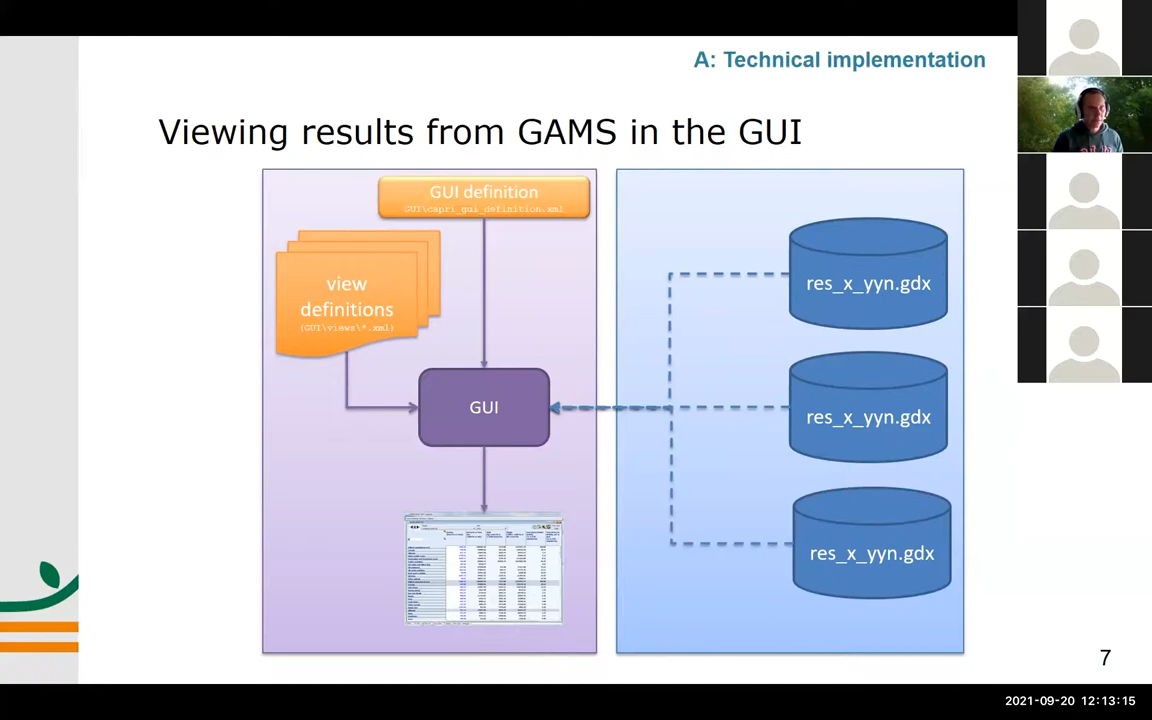 A: Technical implementation
Viewing results from GAMS in the GUI
GUI definition
GUI\capri_gui_definition.xml
view
definitions
(GUI\views\*.xml)
GUI
res_x_yyn.gdx
res_x_yyn.gdx
res_x_yyn.gdx
7
2021-09-20 12:13:15